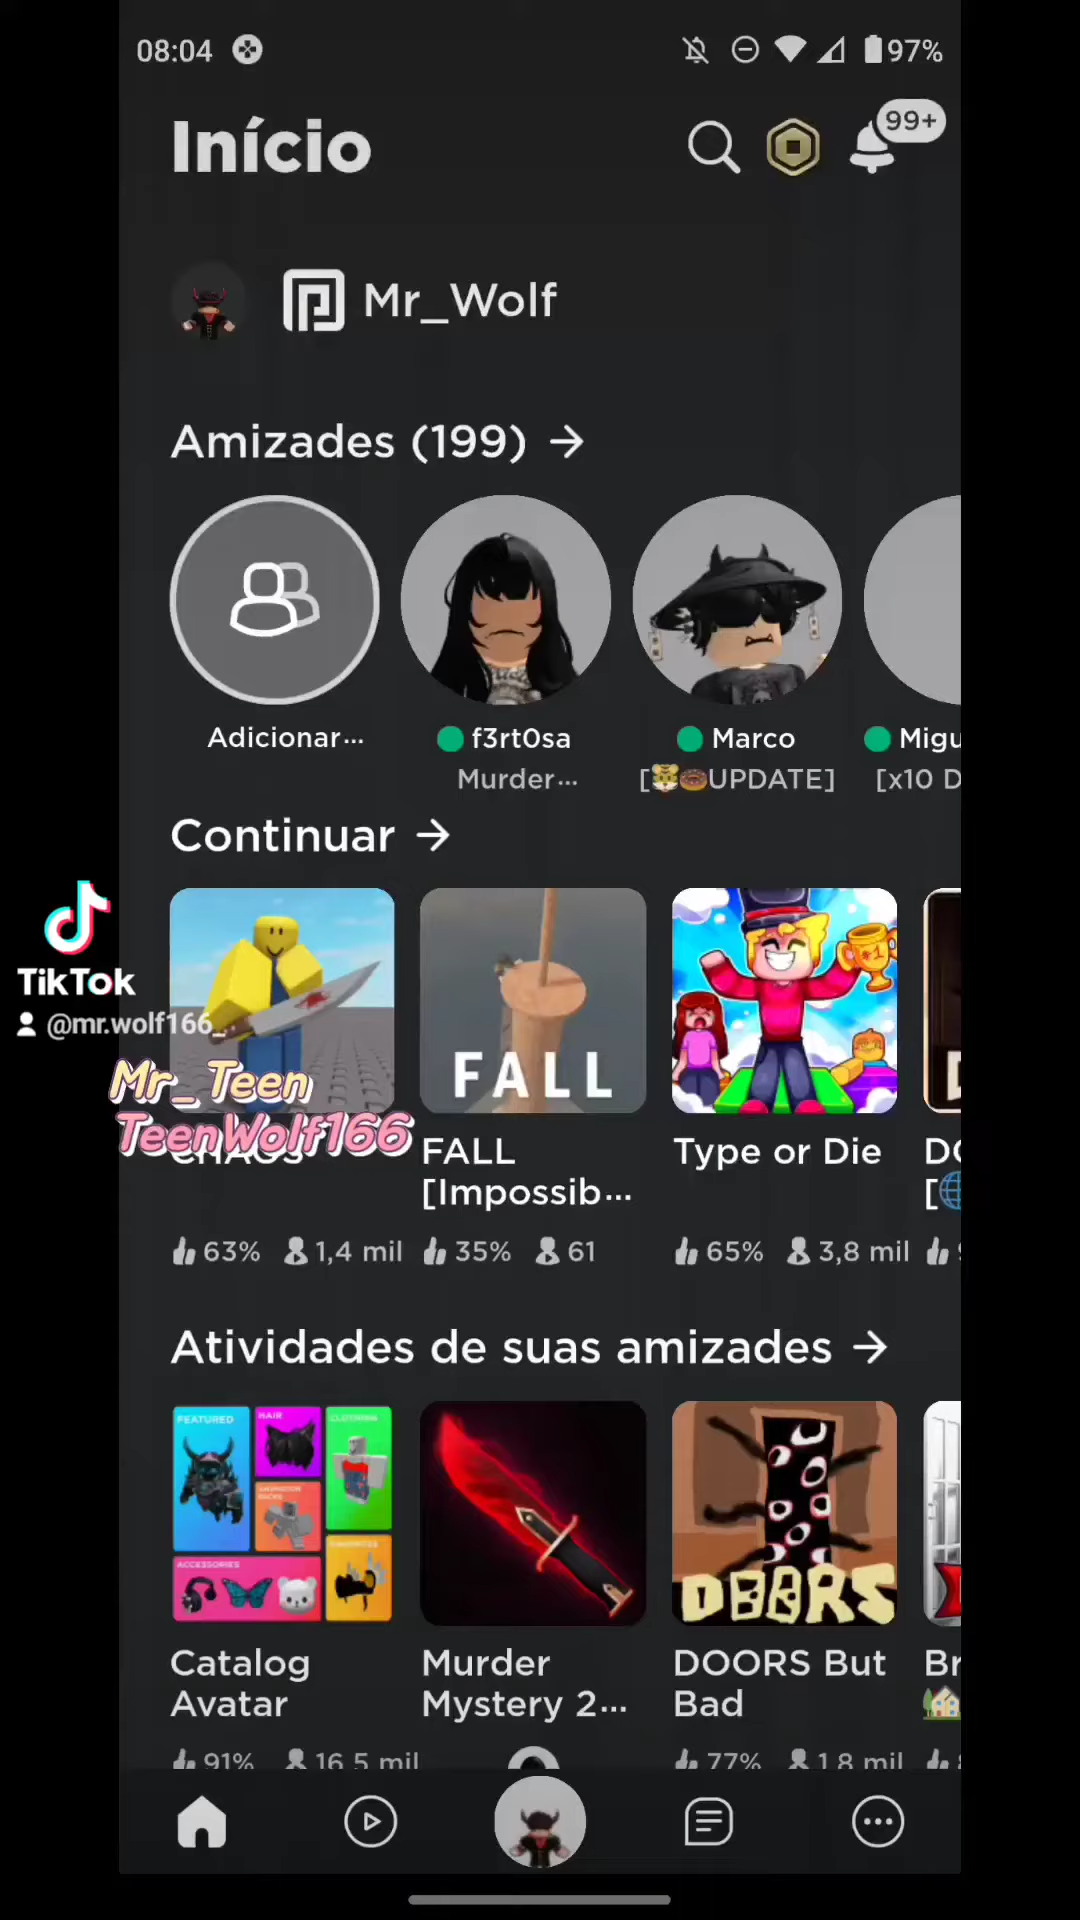 08:04
97%
Início
99+
Mr_Wolf
Amizades (199) →
Adicionar...
f3rt0sa
Murder...
Marco
[🐯🍩UPDATE]
Migu
[x10 D
Continuar →
TikTok
@mr.wolf166_
Mr_Teen
TeenWolf166
CHAOS
FALL
FALL
[Impossib...
Type or Die
63% 1,4 mil
35% 61
65% 3,8 mil
Atividades de suas amizades →
FEATURED
HAIR
CLOTHING
ACCESSORIES
DOORS
Catalog
Avatar
Murder
Mystery 2...
DOORS But
Bad
Br
91% 16,5 mil
77% 1,8 mil